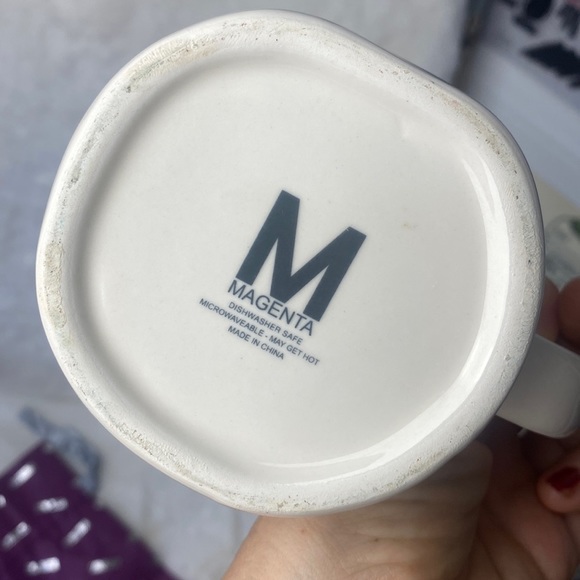 M
MAGENTA
DISHWASHER SAFE
MICROWAVEABLE - MAY GET HOT
MADE IN CHINA